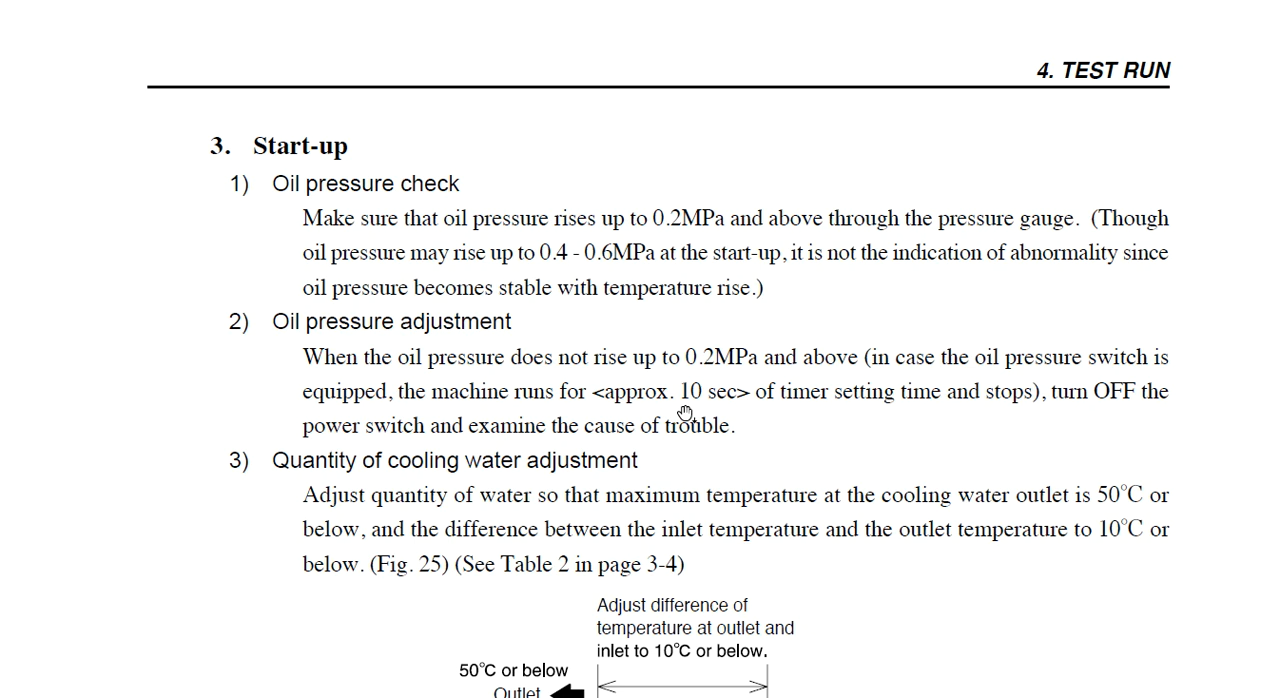 4. TEST RUN
3. Start-up
1) Oil pressure check
Make sure that oil pressure rises up to 0.2MPa and above through the pressure gauge. (Though
oil pressure may rise up to 0.4 - 0.6MPa at the start-up, it is not the indication of abnormality since
oil pressure becomes stable with temperature rise.)
2) Oil pressure adjustment
When the oil pressure does not rise up to 0.2MPa and above (in case the oil pressure switch is
equipped, the machine runs for <approx. 10 sec> of timer setting time and stops), turn OFF the
power switch and examine the cause of trouble.
3) Quantity of cooling water adjustment
Adjust quantity of water so that maximum temperature at the cooling water outlet is 50°C or
below, and the difference between the inlet temperature and the outlet temperature to 10°C or
below. (Fig. 25) (See Table 2 in page 3-4)
Adjust difference of
temperature at outlet and
inlet to 10°C or below.
50°C or below
Outlet